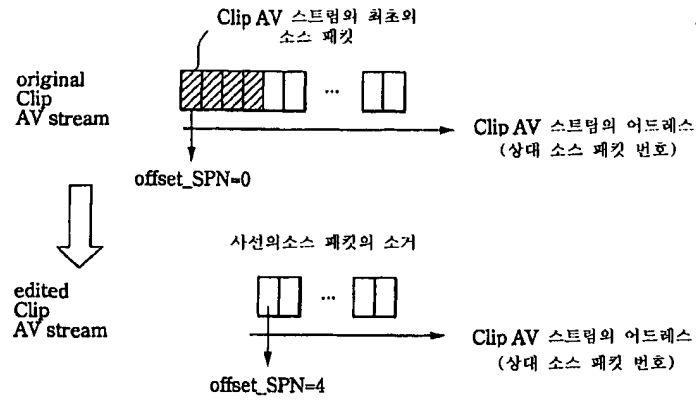 Clip AV 스트림의 최초의
소스 패킷
original
Clip
AV stream
...
Clip AV 스트림의 어드레스
(상대 소스 패킷 번호)
offset_SPN=0
사선의소스 패킷의 소거
edited
Clip
AV stream
...
Clip AV 스트림의 어드레스
(상대 소스 패킷 번호)
offset_SPN=4